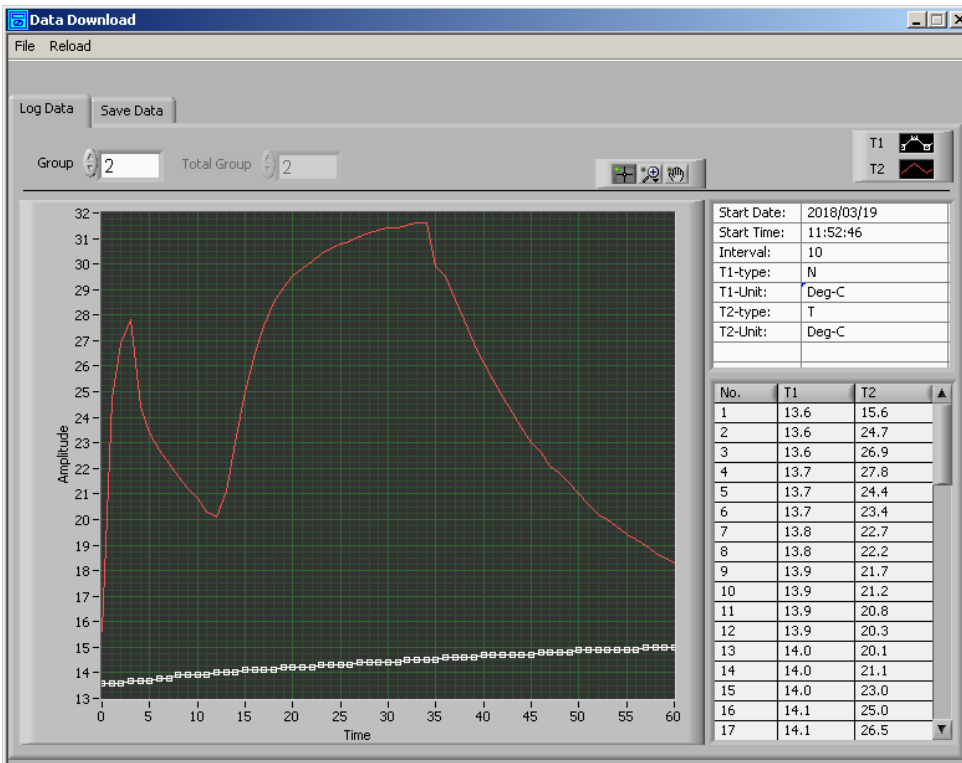 Data Download
File Reload
Log Data Save Data
Group 2 Total Group 2
T1
T2
32
31
30
29
28
27
26
25
24
23
22
21
20
19
18
17
16
15
14
13
Amplitude
0 5 10 15 20 25 30 35 40 45 50 55 60
Time
Start Date: 2018/03/19
Start Time: 11:52:46
Interval: 10
T1-type: N
T1-Unit: Deg-C
T2-type: T
T2-Unit: Deg-C
No. T1 T2
1 13.6 15.6
2 13.6 24.7
3 13.6 26.9
4 13.7 27.8
5 13.7 24.4
6 13.7 23.4
7 13.8 22.7
8 13.8 22.2
9 13.9 21.7
10 13.9 21.2
11 13.9 20.8
12 13.9 20.3
13 14.0 20.1
14 14.0 21.1
15 14.0 23.0
16 14.1 25.0
17 14.1 26.5